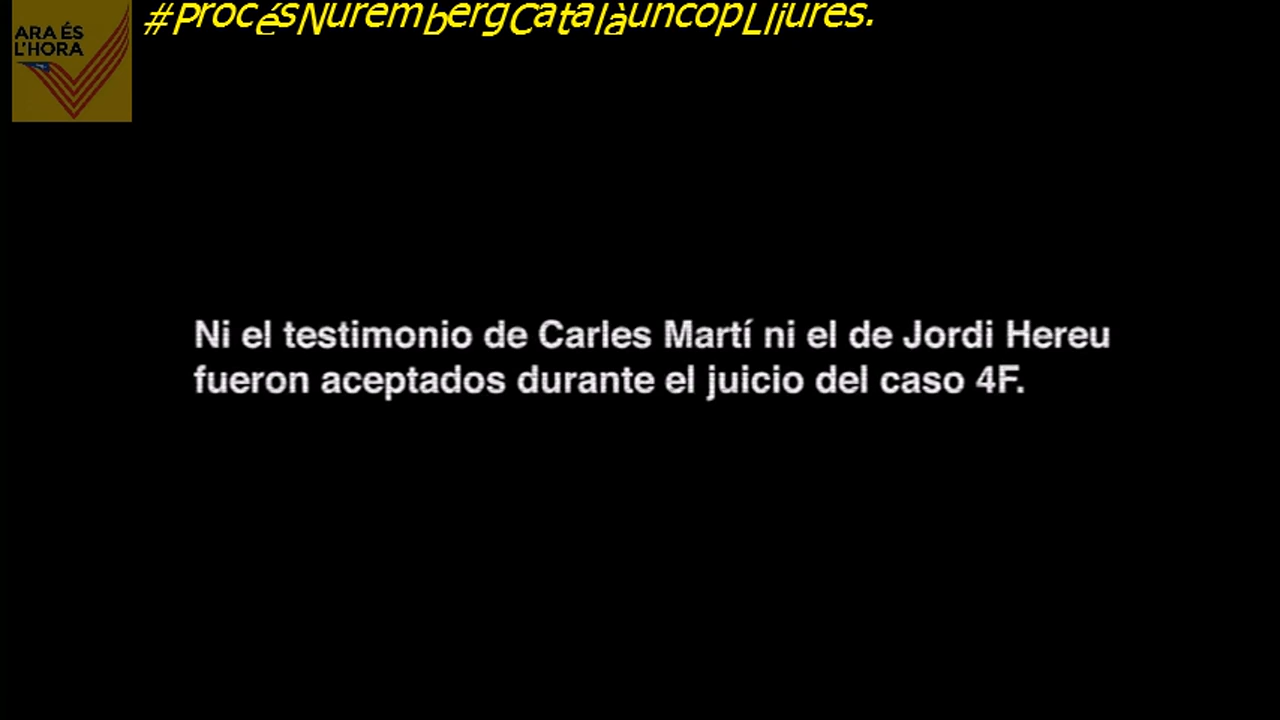 #ProcésNurembergCatalàuncopLliures.
ARA ÉS
L'HORA
Ni el testimonio de Carles Martí ni el de Jordi Hereu
fueron aceptados durante el juicio del caso 4F.